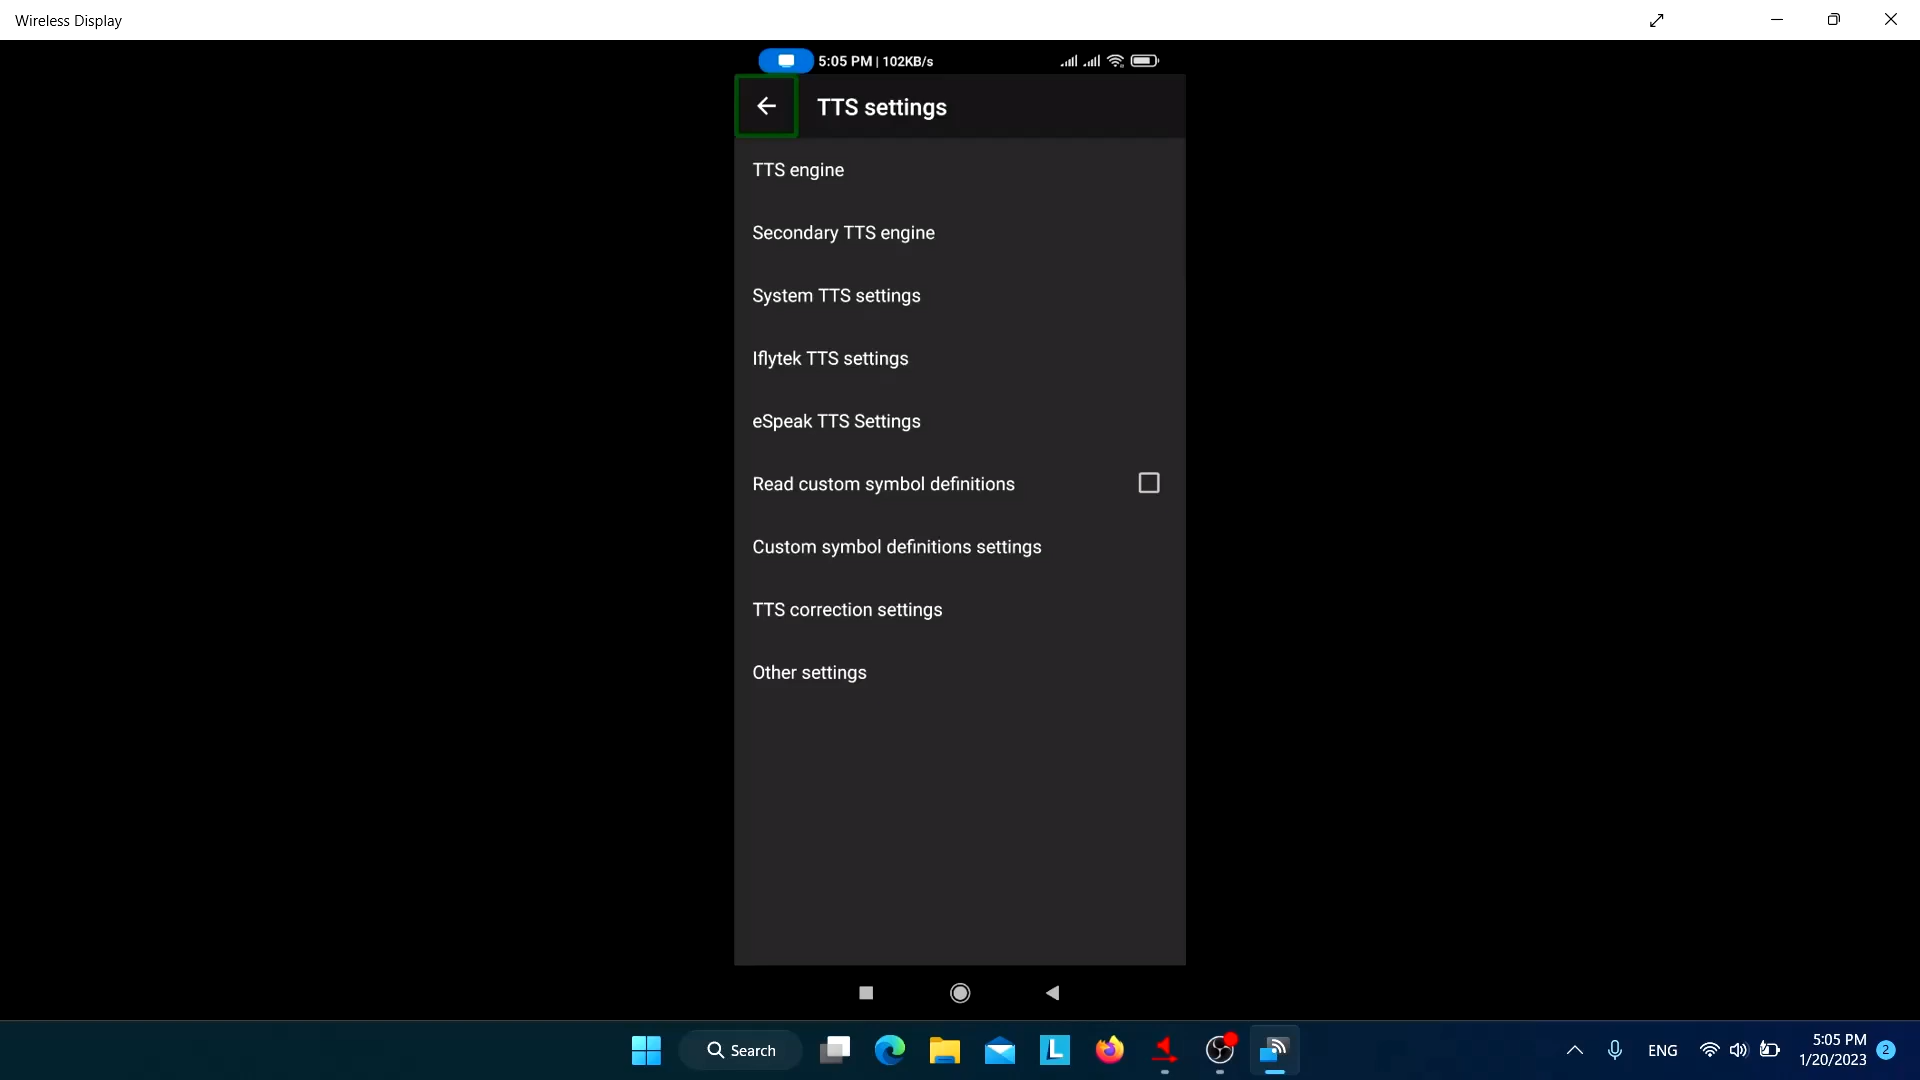 Wireless Display
5:05 PM | 102KB/s
TTS settings
TTS engine
Secondary TTS engine
System TTS settings
Iflytek TTS settings
eSpeak TTS Settings
Read custom symbol definitions
Custom symbol definitions settings
TTS correction settings
Other settings
Search
L
ENG
5:05 PM
1/20/2023
2